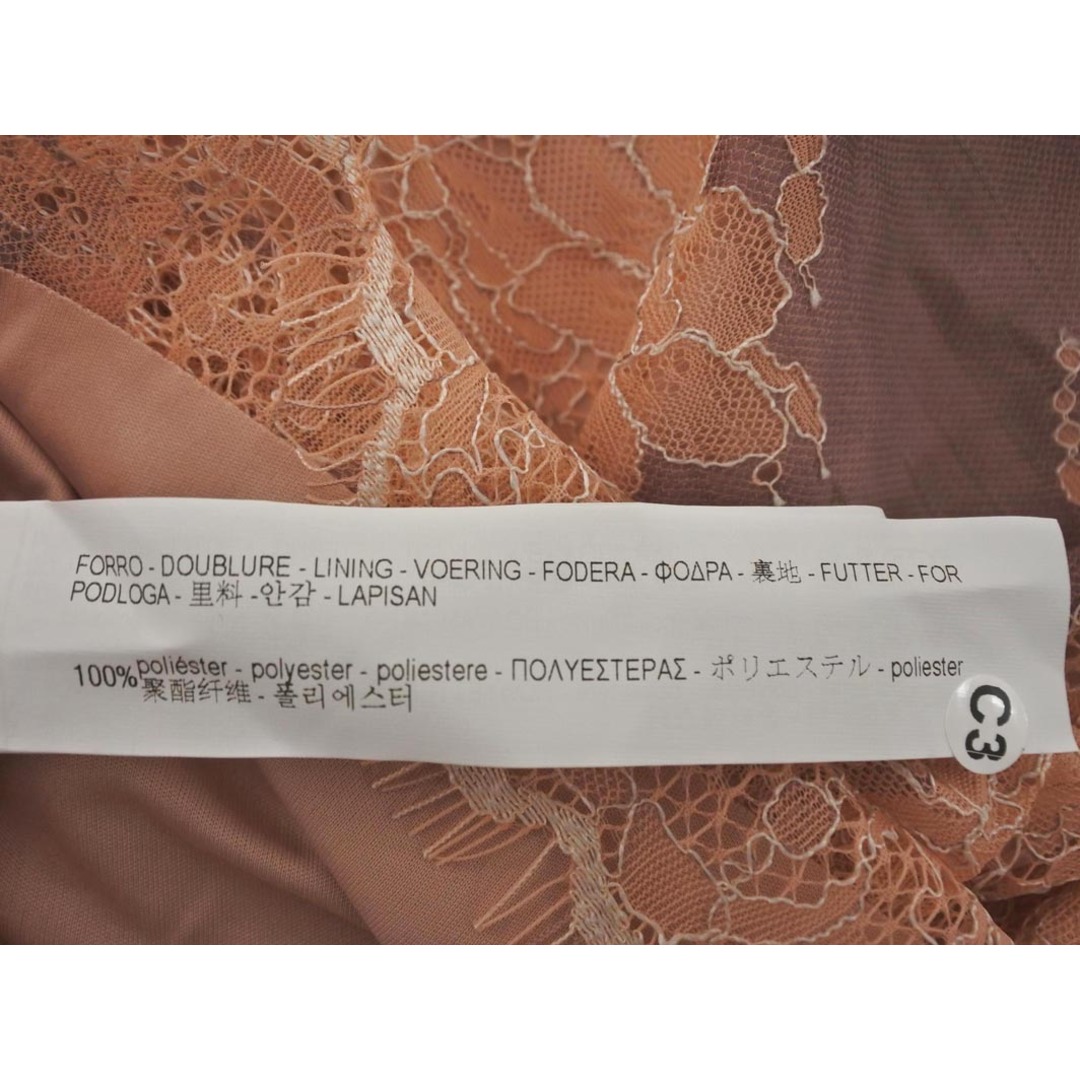 FORRO - DOUBLURE - LINING - VOERING - FODERA - ΦΟΔΡΑ - 裏地 - FUTTER - FOR
PODLOGA - 里料 - 안감 - LAPISAN
100% poliéster - polyester - poliestere - ΠΟΛΥΕΣΤΕΡΑΣ - ポリエステル - poliester
聚酯纤维 - 폴리에스터
C3